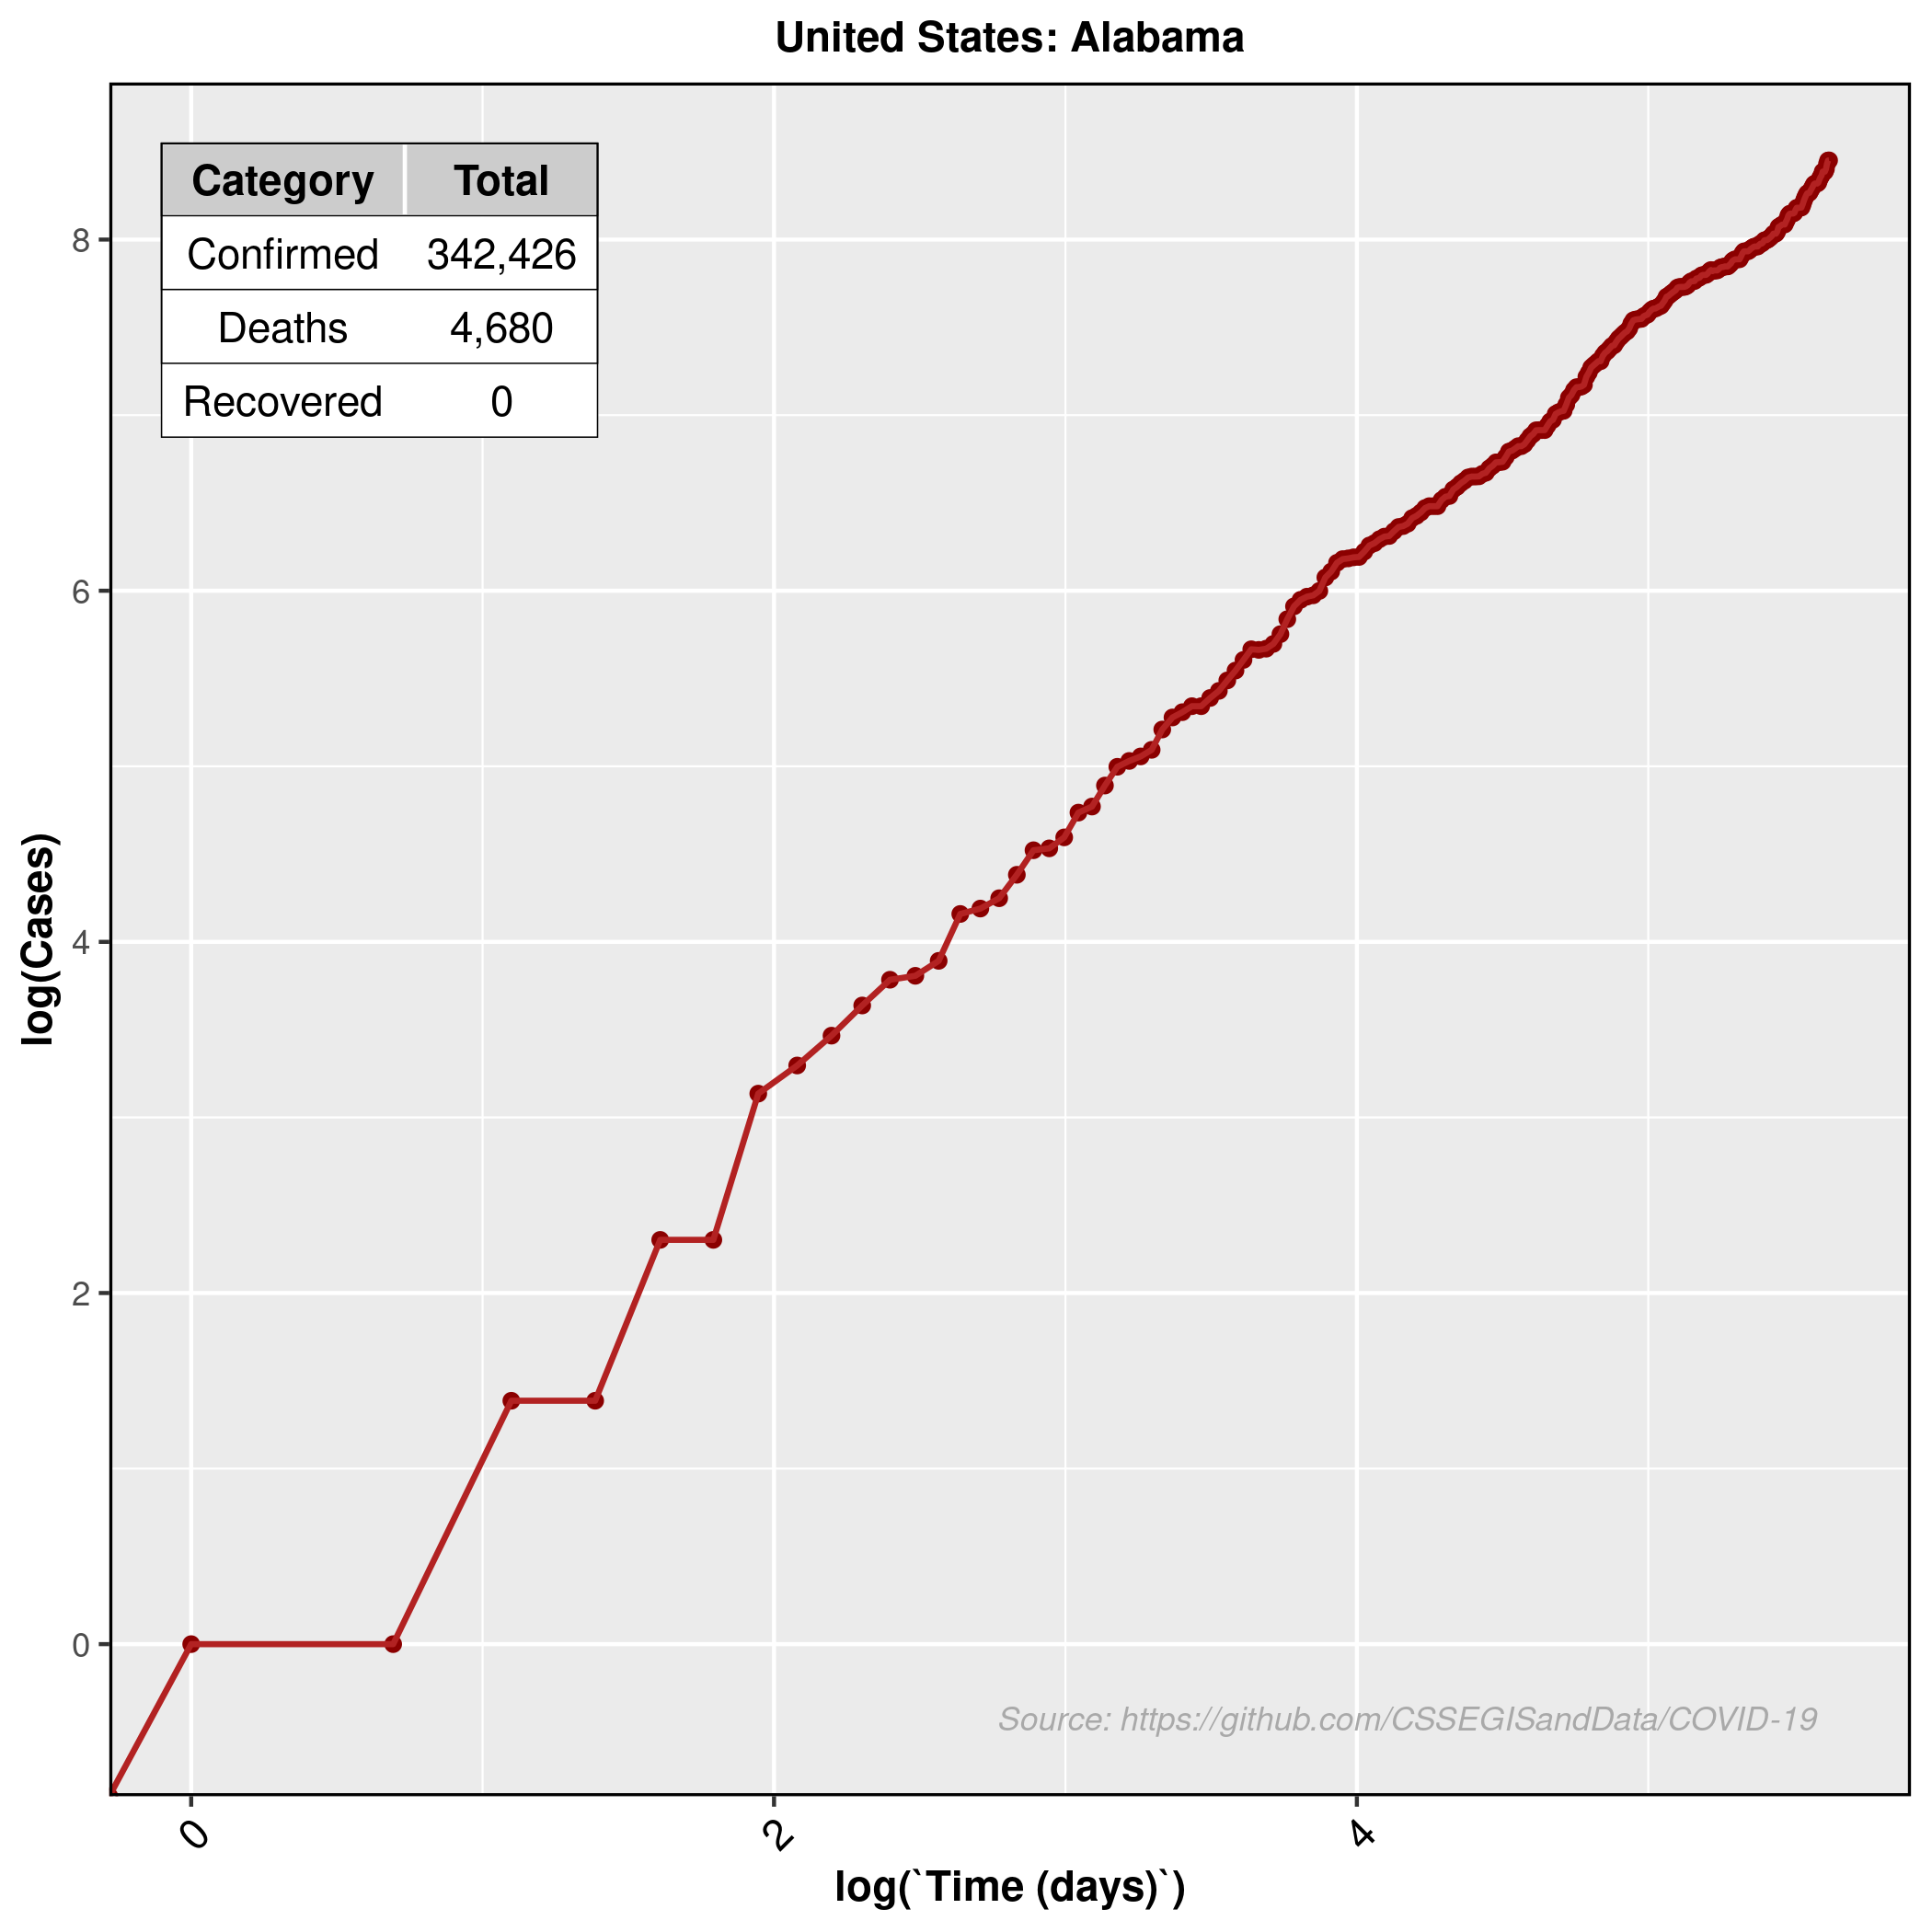 United States: Alabama
Category Total
Confirmed 342,426
Deaths 4,680
Recovered 0
8
6
4
2
0
log(Cases)
Source: https://github.com/CSSEGISandData/COVID-19
0 2 4
log(`Time (days)`)